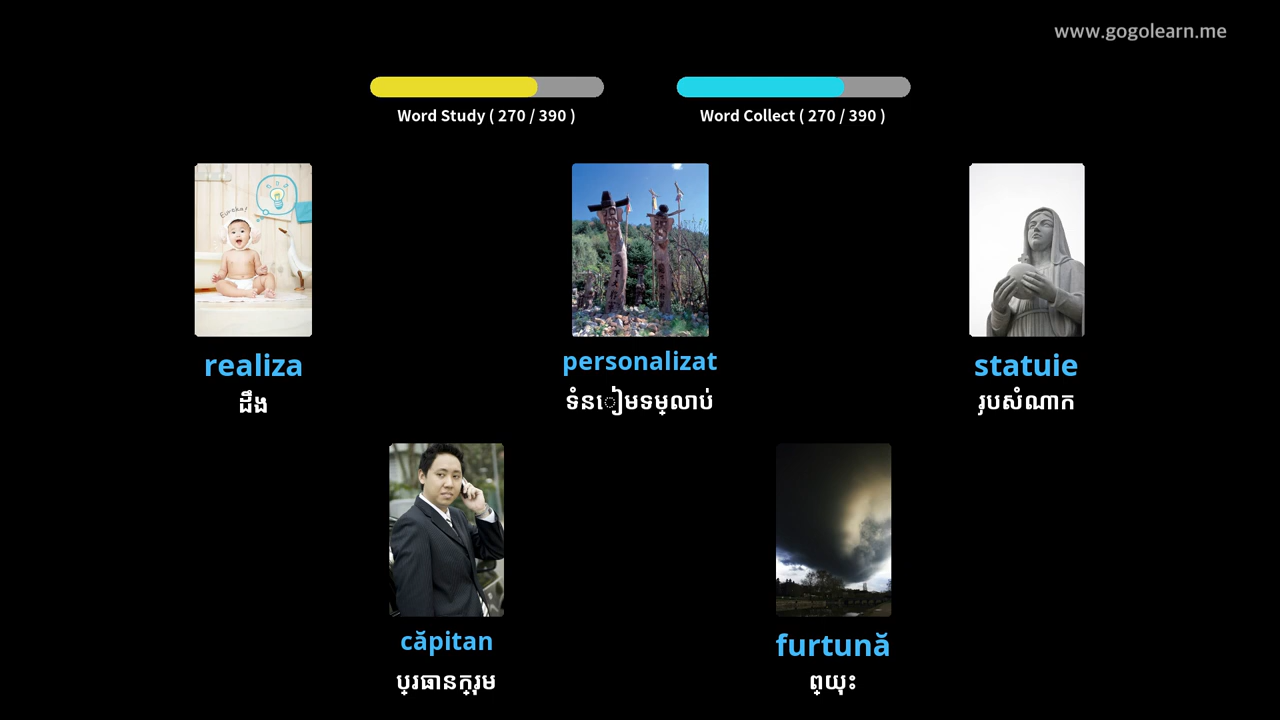 www.gogolearn.me
Word Study ( 270 / 390 )
Word Collect ( 270 / 390 )
Eureka!
realiza
ដឹង
personalizat
ទំនៀមទម្លាប់
statuie
រូបសំណាក
căpitan
ប្រធានក្រុម
furtună
ព្យុះ